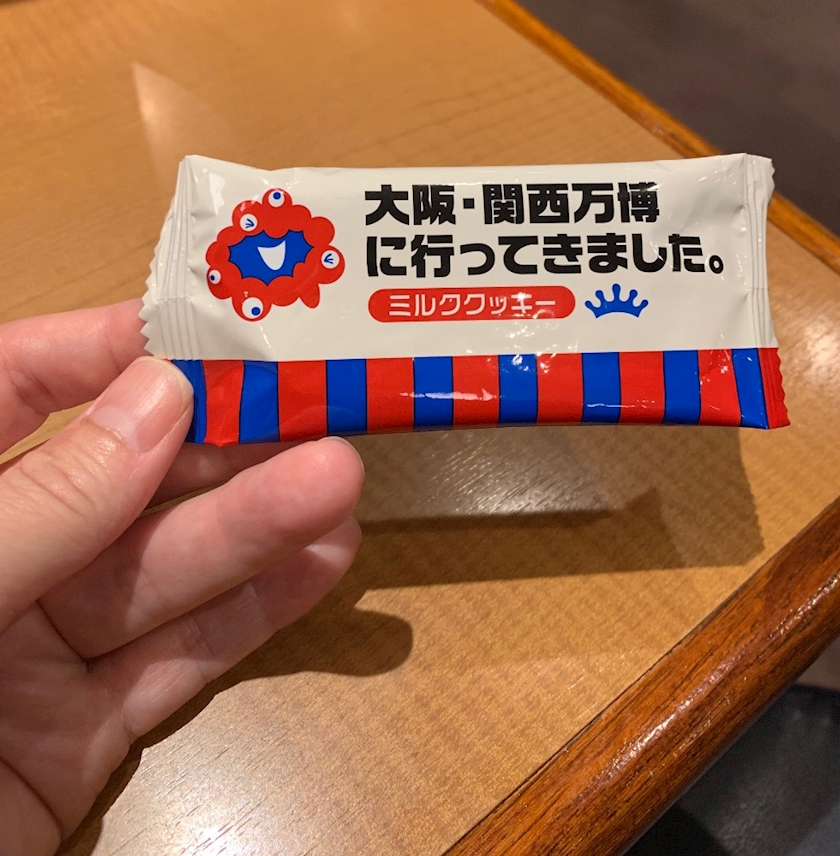 大阪・関西万博
に行ってきました。
ミルククッキー